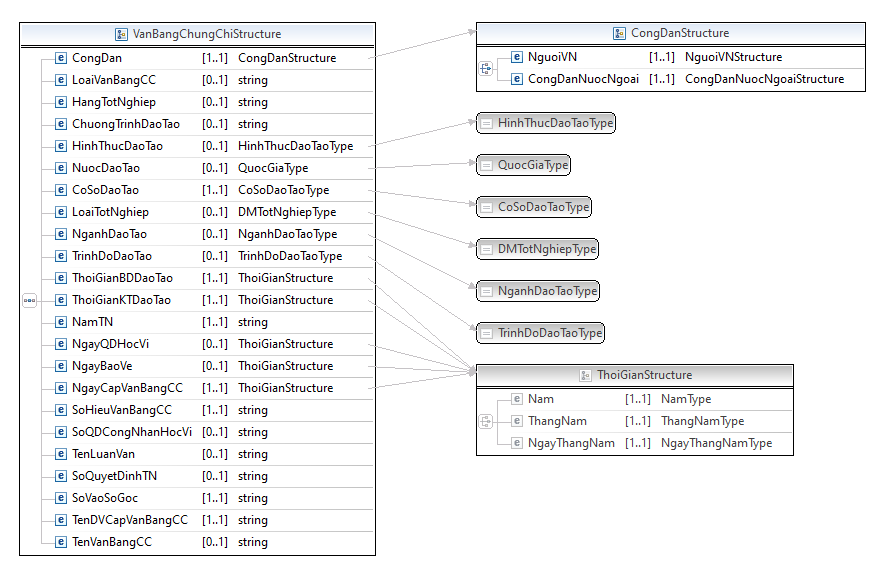 VanBangChungChiStructure
CongDan [1..1] CongDanStructure
LoaiVanBangCC [0..1] string
HangTotNghiep [0..1] string
ChuongTrinhDaoTao [0..1] string
HinhThucDaoTao [0..1] HinhThucDaoTaoType
NuocDaoTao [0..1] QuocGiaType
CoSoDaoTao [1..1] CoSoDaoTaoType
LoaiTotNghiep [0..1] DMTotNghiepType
NganhDaoTao [0..1] NganhDaoTaoType
TrinhDoDaoTao [0..1] TrinhDoDaoTaoType
ThoiGianBDDaoTao [1..1] ThoiGianStructure
ThoiGianKTDaoTao [1..1] ThoiGianStructure
NamTN [1..1] string
NgayQDHocVi [0..1] ThoiGianStructure
NgayBaoVe [0..1] ThoiGianStructure
NgayCapVanBangCC [1..1] ThoiGianStructure
SoHieuVanBangCC [1..1] string
SoQDCongNhanHocVi [0..1] string
TenLuanVan [0..1] string
SoQuyetDinhTN [0..1] string
SoVaoSoGoc [1..1] string
TenDVCapVanBangCC [1..1] string
TenVanBangCC [0..1] string
CongDanStructure
NguoiVN [1..1] NguoiVNStructure
CongDanNuocNgoai [1..1] CongDanNuocNgoaiStructure
HinhThucDaoTaoType
QuocGiaType
CoSoDaoTaoType
DMTotNghiepType
NganhDaoTaoType
TrinhDoDaoTaoType
ThoiGianStructure
Nam [1..1] NamType
ThangNam [1..1] ThangNamType
NgayThangNam [1..1] NgayThangNamType